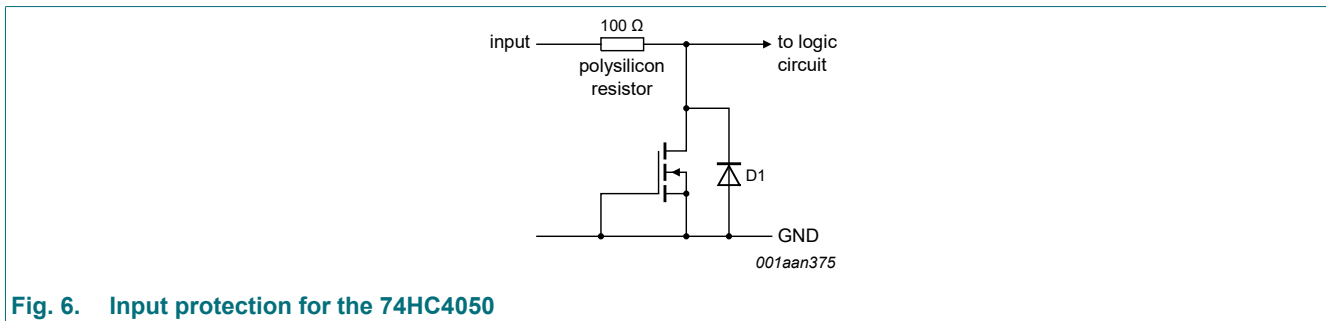 100 Ω
input
to logic
circuit
polysilicon
resistor
D1
GND
001aan375
Fig. 6. Input protection for the 74HC4050